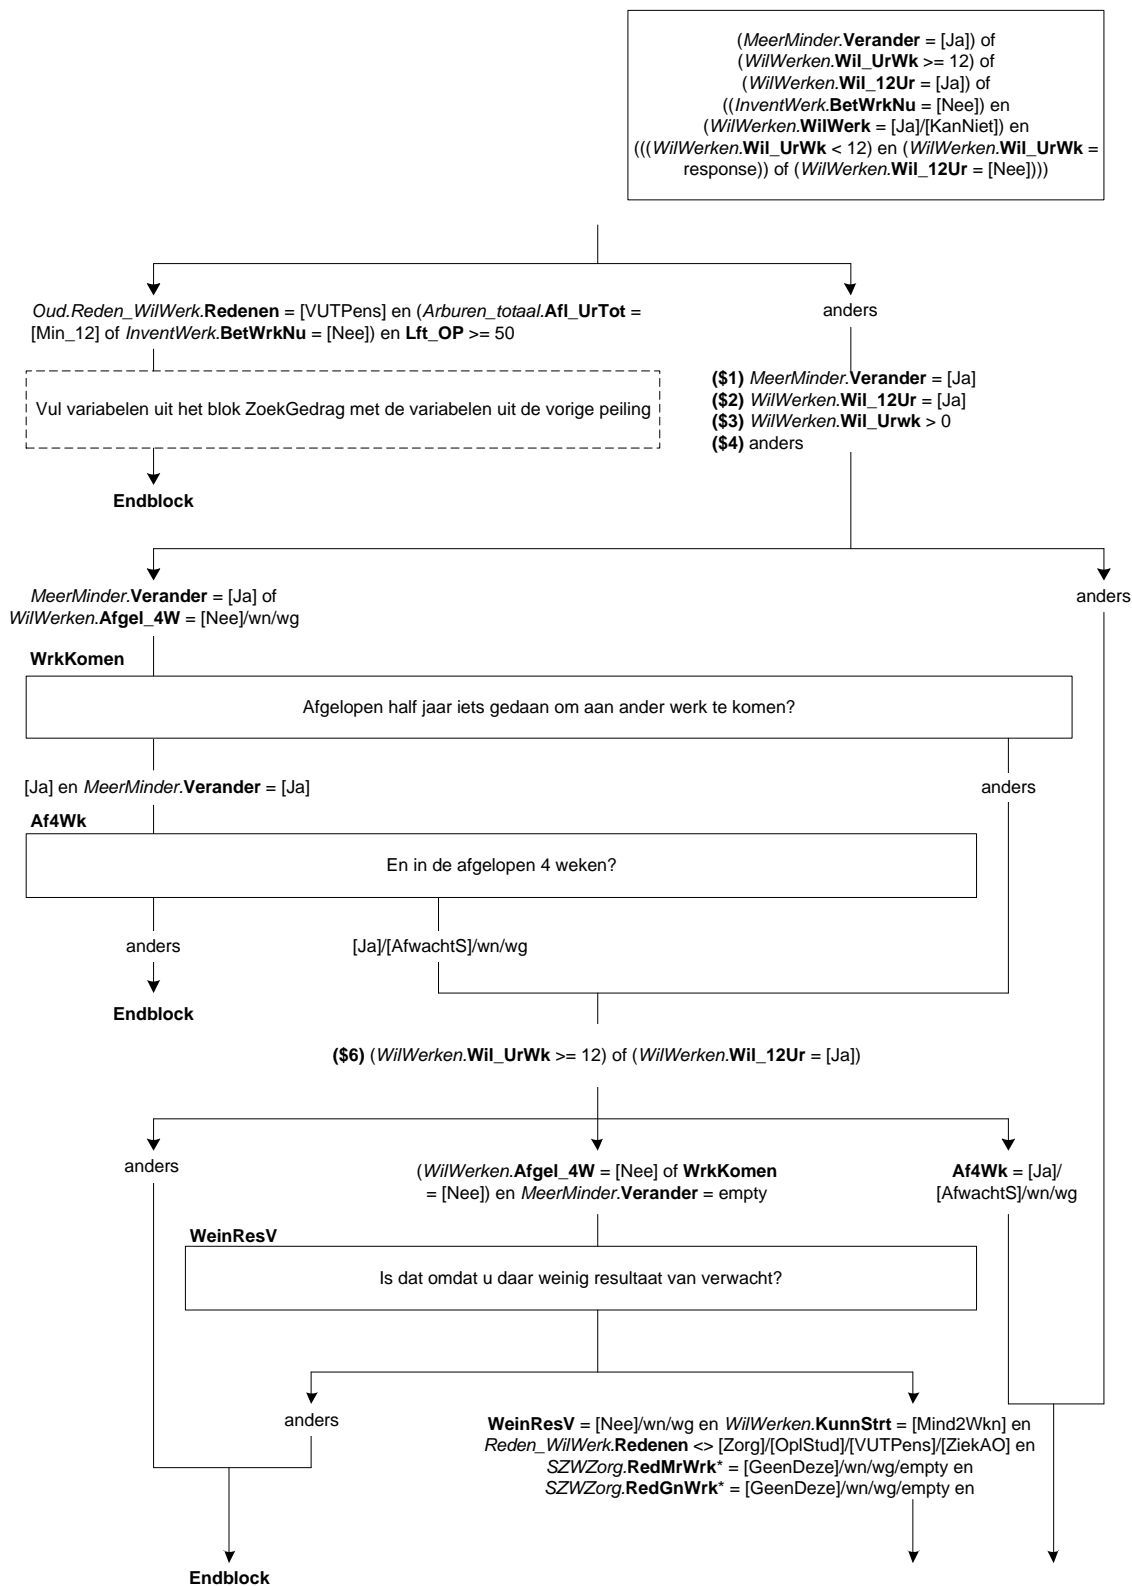 (MeerMinder.Verander = [Ja]) of
(WilWerken.Wil_UrWk >= 12) of
(WilWerken.Wil_12Ur = [Ja]) of
((InventWerk.BetWrkNu = [Nee]) en
(WilWerken.WilWerk = [Ja]/[KanNiet]) en
(((WilWerken.Wil_UrWk < 12) en (WilWerken.Wil_UrWk =
response)) of (WilWerken.Wil_12Ur = [Nee])))
Oud.Reden_WilWerk.Redenen = [VUTPens] en (Arburen_totaal.Afl_UrTot =
[Min_12] of InventWerk.BetWrkNu = [Nee]) en Lft_OP >= 50
anders
Vul variabelen uit het blok ZoekGedrag met de variabelen uit de vorige peiling
($1) MeerMinder.Verander = [Ja]
($2) WilWerken.Wil_12Ur = [Ja]
($3) WilWerken.Wil_Urwk > 0
($4) anders
Endblock
MeerMinder.Verander = [Ja] of
WilWerken.Afgel_4W = [Nee]/wn/wg
anders
WrkKomen
Afgelopen half jaar iets gedaan om aan ander werk te komen?
[Ja] en MeerMinder.Verander = [Ja]
anders
Af4Wk
En in de afgelopen 4 weken?
anders
[Ja]/[AfwachtS]/wn/wg
Endblock
($6) (WilWerken.Wil_UrWk >= 12) of (WilWerken.Wil_12Ur = [Ja])
anders
(WilWerken.Afgel_4W = [Nee] of WrkKomen
= [Nee]) en MeerMinder.Verander = empty
Af4Wk = [Ja]/
[AfwachtS]/wn/wg
WeinResV
Is dat omdat u daar weinig resultaat van verwacht?
anders
WeinResV = [Nee]/wn/wg en WilWerken.KunnStrt = [Mind2Wkn] en
Reden_WilWerk.Redenen <> [Zorg]/[OplStud]/[VUTPens]/[ZiekAO] en
SZWZorg.RedMrWrk* = [GeenDeze]/wn/wg/empty en
SZWZorg.RedGnWrk* = [GeenDeze]/wn/wg/empty en
Endblock